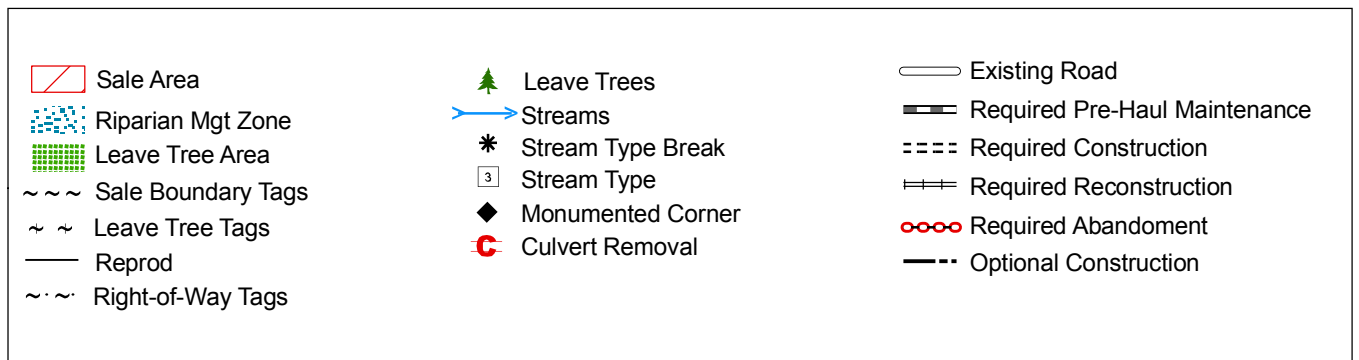 Sale Area
Riparian Mgt Zone
Leave Tree Area
Sale Boundary Tags
Leave Tree Tags
Reprod
Right-of-Way Tags
Leave Trees
Streams
Stream Type Break
3 Stream Type
Monumented Corner
C Culvert Removal
Existing Road
Required Pre-Haul Maintenance
Required Construction
Required Reconstruction
Required Abandoment
Optional Construction